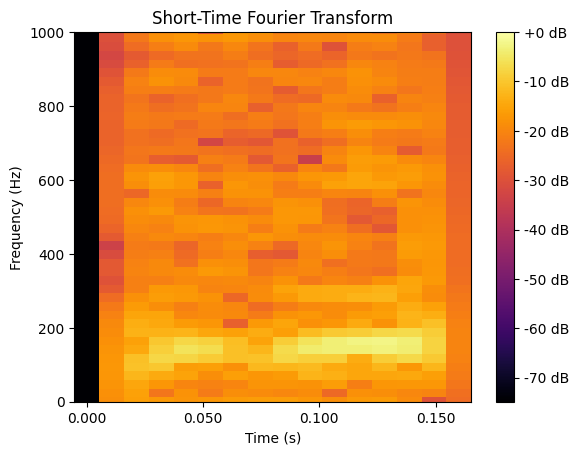 Short-Time Fourier Transform
Frequency (Hz)
1000
800
600
400
200
0
0.000
0.050
0.100
0.150
Time (s)
+0 dB
-10 dB
-20 dB
-30 dB
-40 dB
-50 dB
-60 dB
-70 dB